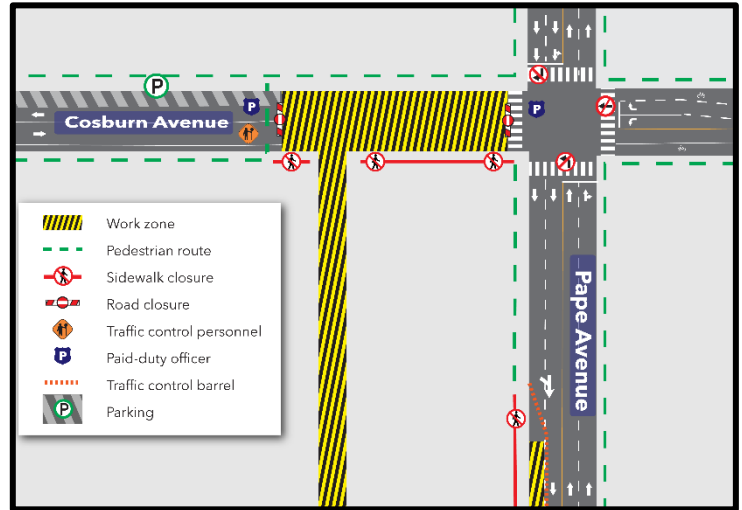 P
P
Cosburn Avenue
P
Pape Avenue
Work zone
Pedestrian route
Sidewalk closure
Road closure
Traffic control personnel
P
Paid-duty officer
Traffic control barrel
P
Parking